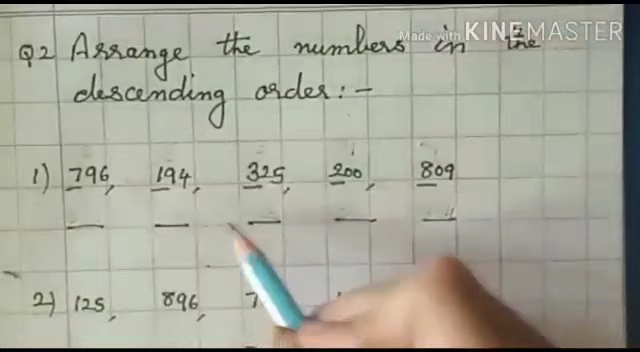 Made with KINEMASTER
Q2 Arrange the numbers in the
descending order:-
1) 796, 194, 325, 200, 809
2) 125, 896, 7